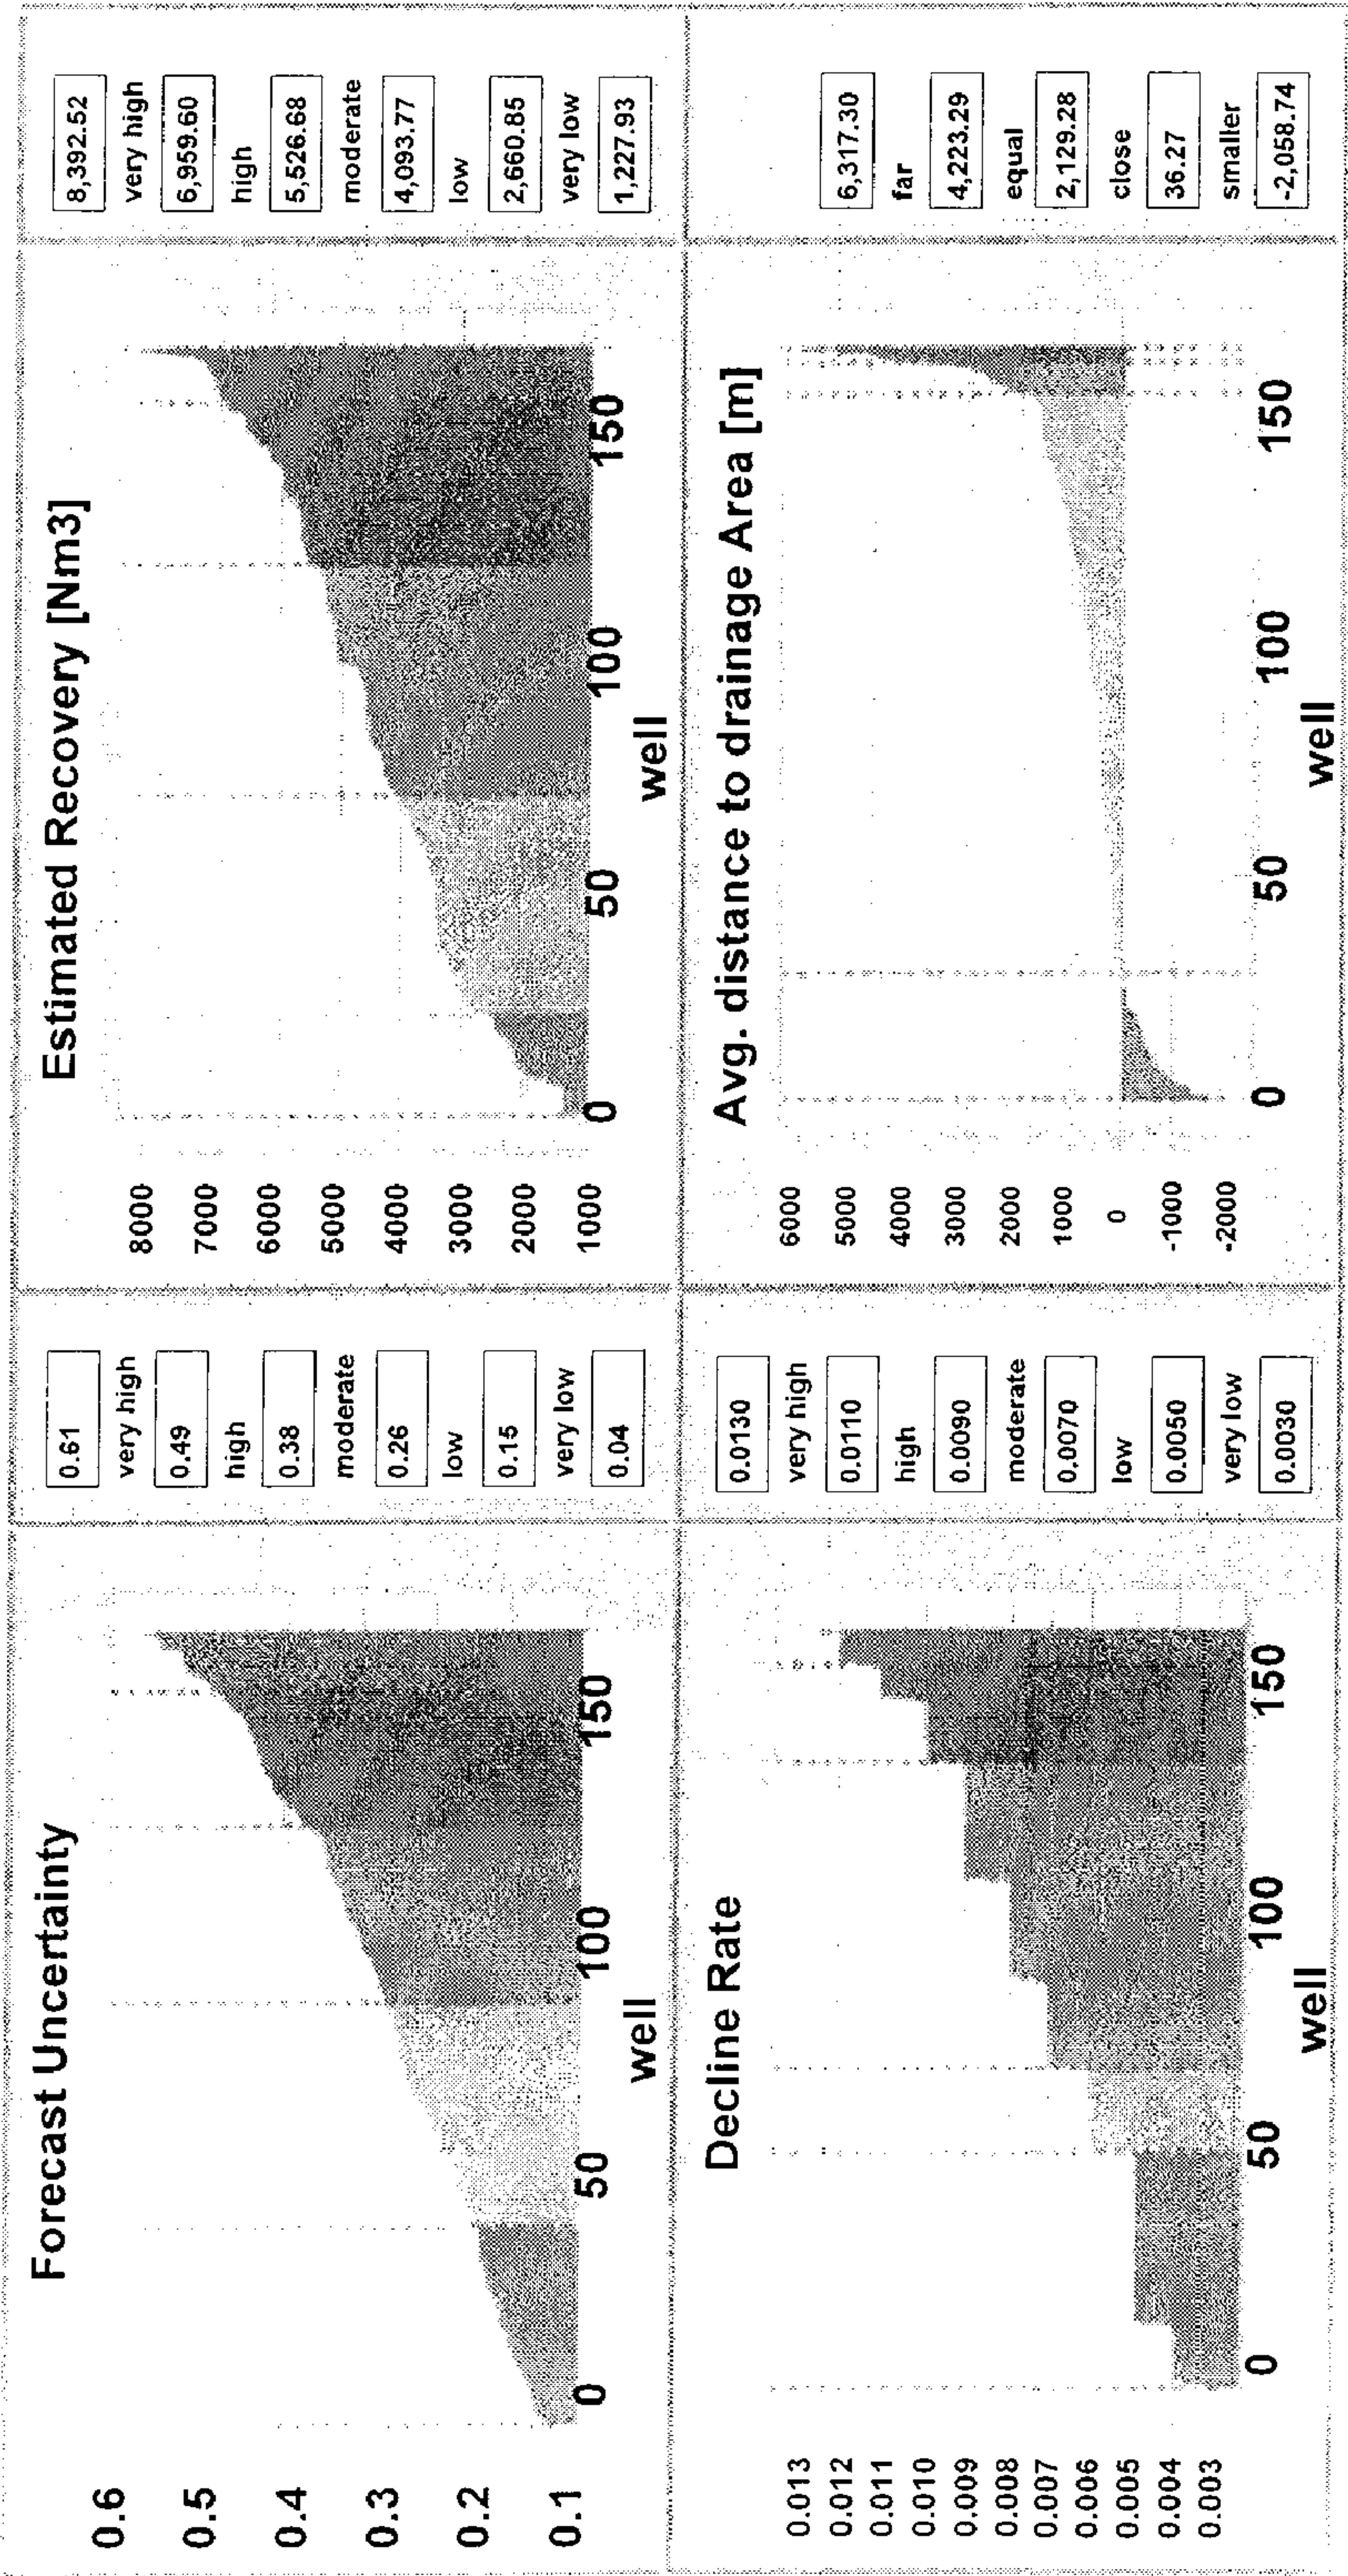 Forecast Uncertainty
0.6
0.5
0.4
0.3
0.2
0.1
0
50
100
150
well
0.61
very high
0.49
high
0.38
moderate
0.26
low
0.15
very low
0.04
Estimated Recovery [Nm3]
8000
7000
6000
5000
4000
3000
2000
1000
0
50
100
150
well
8,392.52
very high
6,959.60
high
5,526.68
moderate
4,093.77
low
2,660.85
very low
1,227.93
Decline Rate
0.013
0.012
0.011
0.010
0.009
0.008
0.007
0.006
0.005
0.004
0.003
0
50
100
150
well
0.0130
very high
0.0110
high
0.0090
moderate
0.0070
low
0.0050
very low
0.0030
Avg. distance to drainage Area [m]
6000
5000
4000
3000
2000
1000
0
-1000
-2000
0
50
100
150
well
6,317.30
far
4,223.29
equal
2,129.28
close
36.27
smaller
-2,058.74